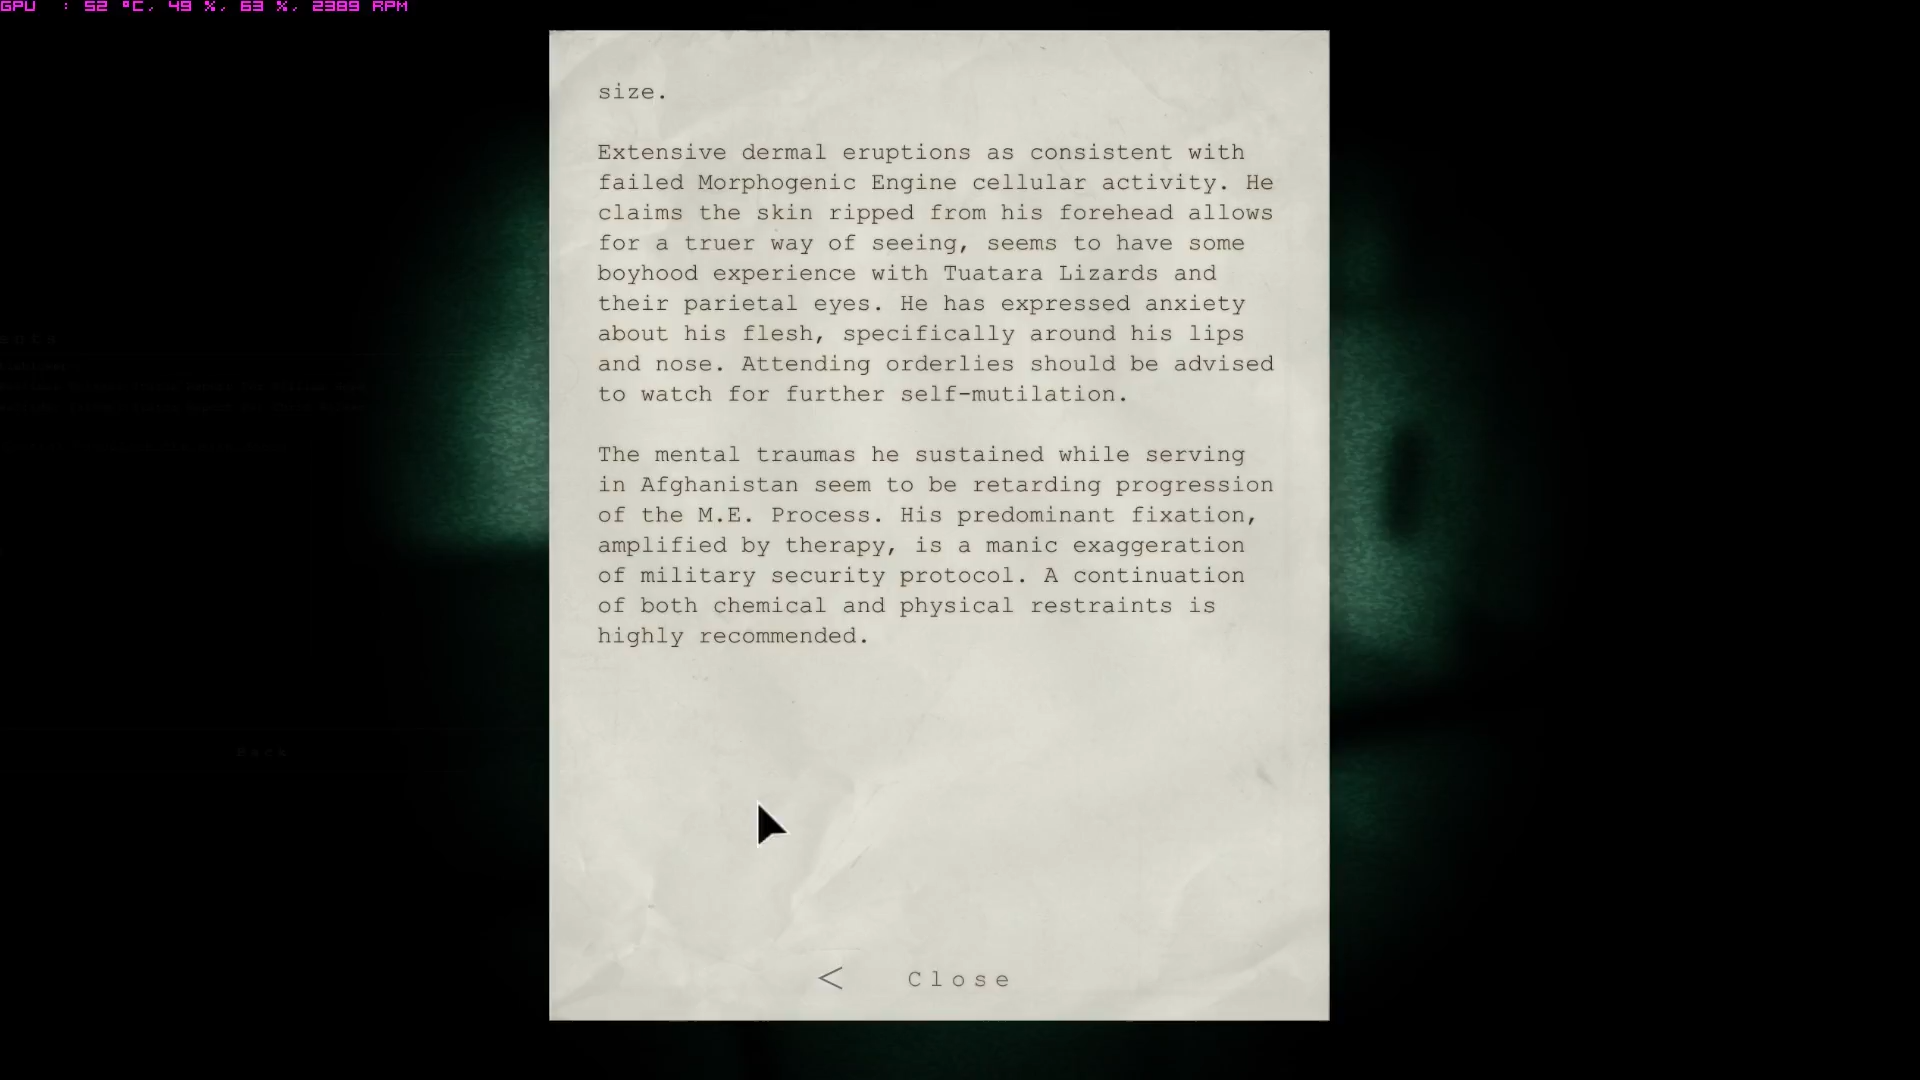 GPU : 52 °C, 49 %, 63 %, 2389 RPM
size.
Extensive dermal eruptions as consistent with
failed Morphogenic Engine cellular activity. He
claims the skin ripped from his forehead allows
for a truer way of seeing, seems to have some
boyhood experience with Tuatara Lizards and
their parietal eyes. He has expressed anxiety
about his flesh, specifically around his lips
and nose. Attending orderlies should be advised
to watch for further self-mutilation.
The mental traumas he sustained while serving
in Afghanistan seem to be retarding progression
of the M.E. Process. His predominant fixation,
amplified by therapy, is a manic exaggeration
of military security protocol. A continuation
of both chemical and physical restraints is
highly recommended.
Back
< Close